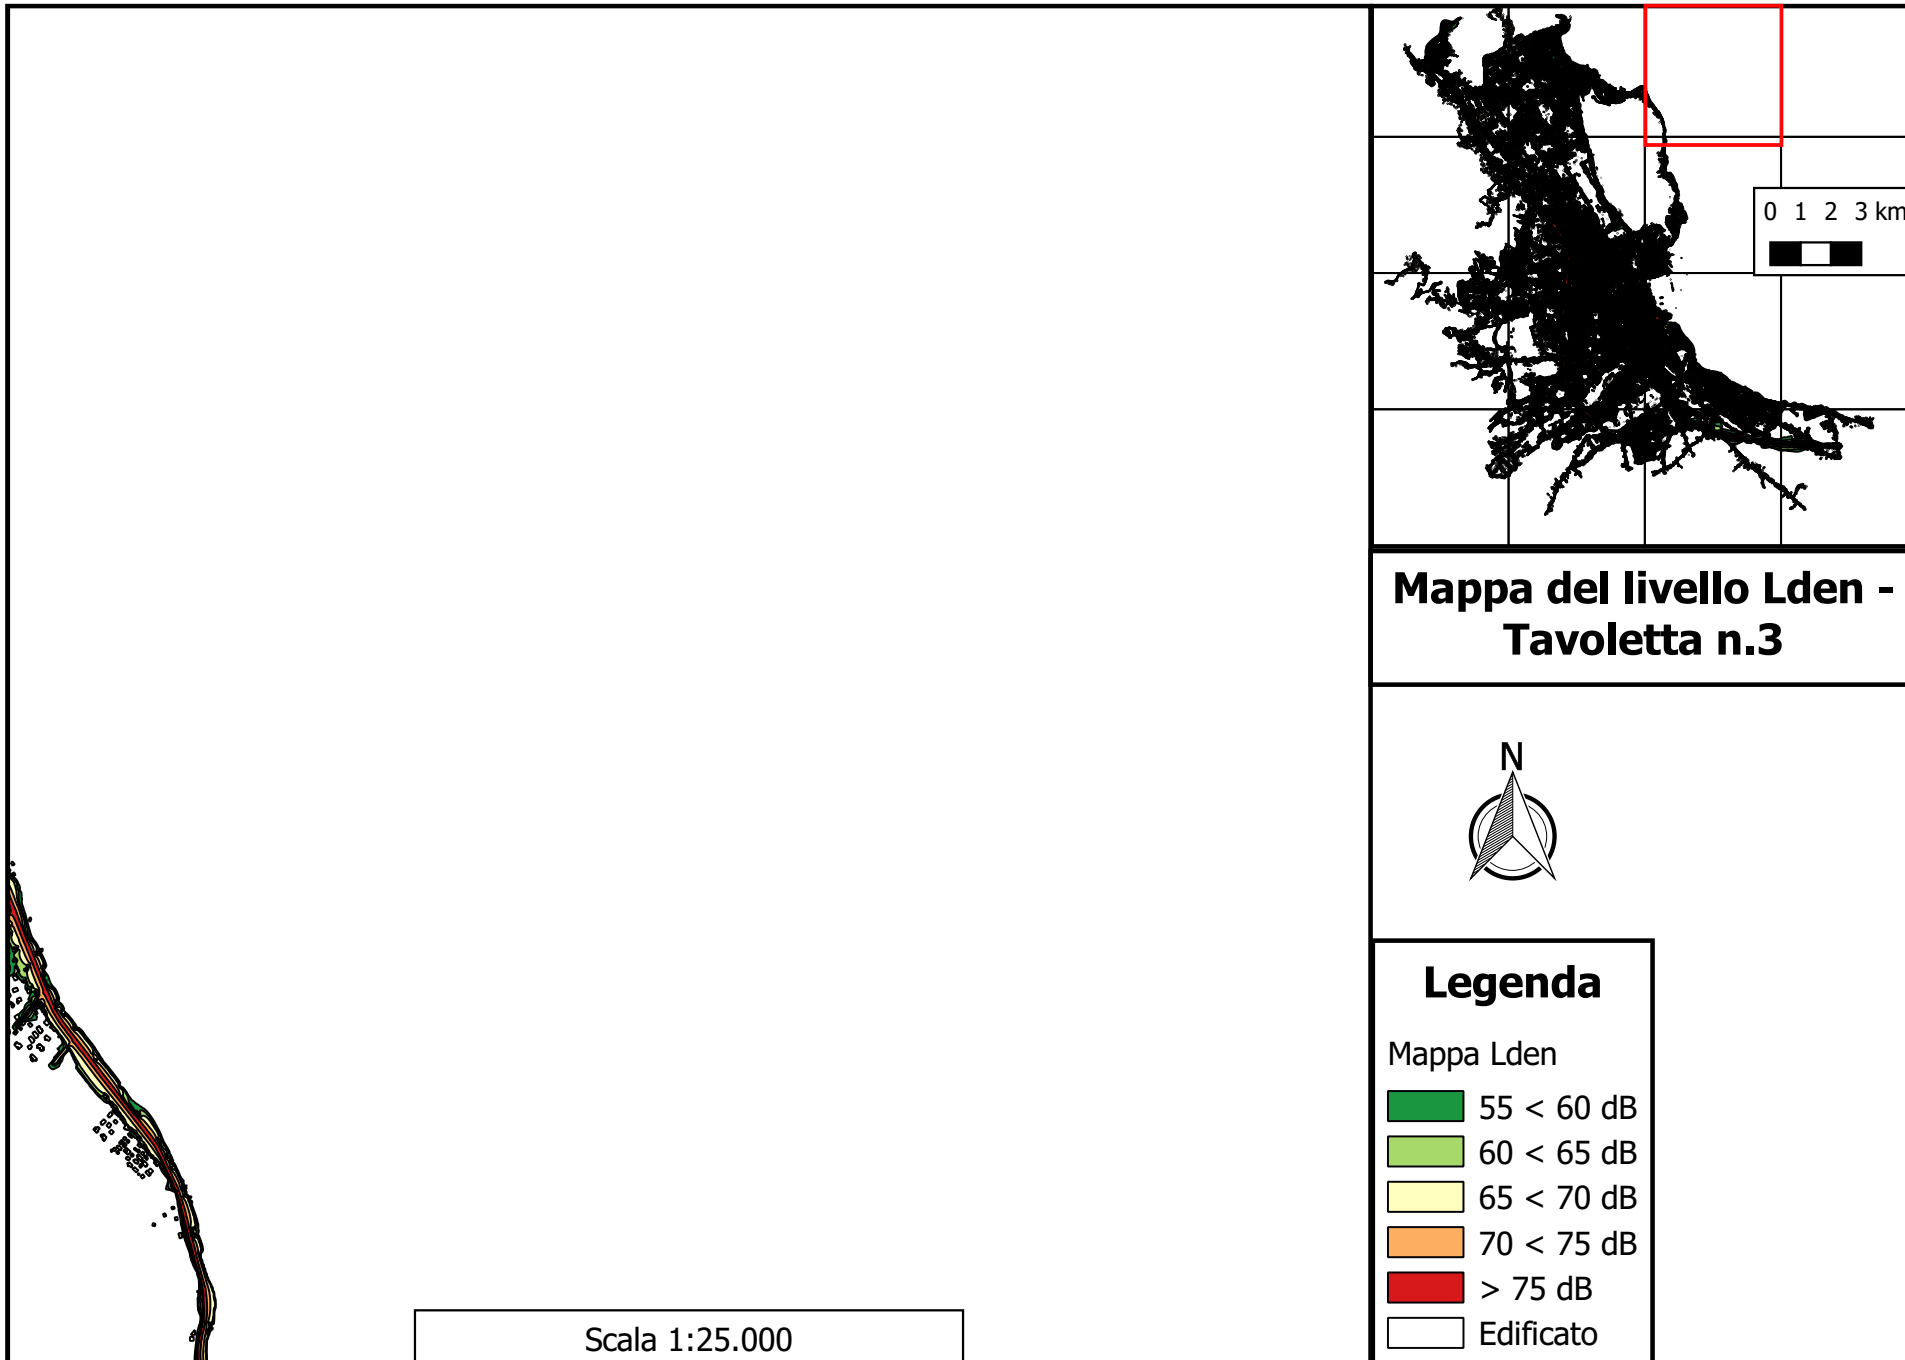 0 1 2 3 km
Mappa del livello Lden -
Tavoletta n.3
N
Legenda
Mappa Lden
55 < 60 dB
60 < 65 dB
65 < 70 dB
70 < 75 dB
> 75 dB
Edificato
Scala 1:25.000